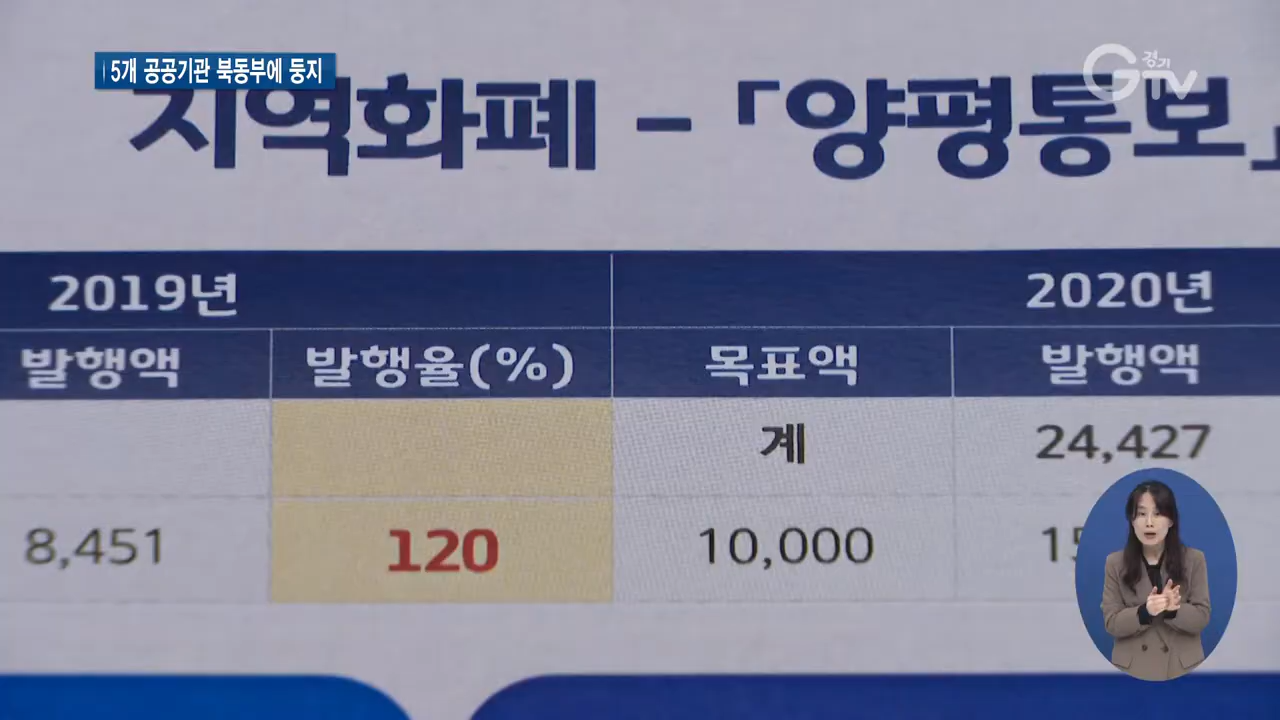 5개 공공기관 북동부에 둥지
경기
GTV
지역화폐 - 「양평통보」
2019년 2020년
발행액 발행율(%) 목표액 발행액
계 24,427
8,451 120 10,000